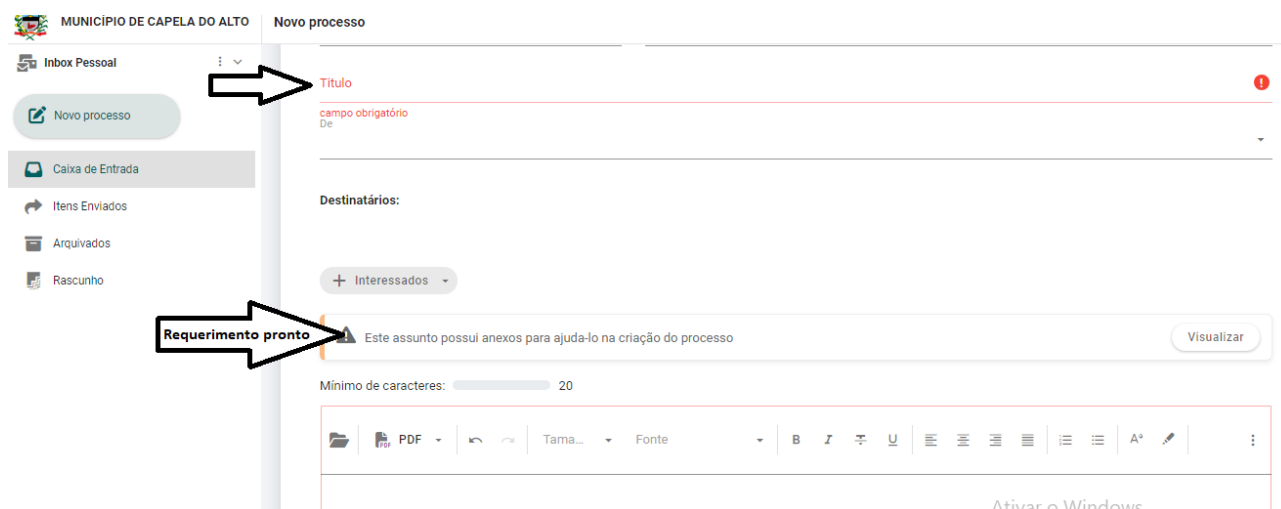 MUNICÍPIO DE CAPELA DO ALTO
Novo processo
Inbox Pessoal
Novo processo
Caixa de Entrada
Itens Enviados
Arquivados
Rascunho
Titulo
campo obrigatório
De
Destinatários:
+ Interessados
Requerimento pronto
Este assunto possui anexos para ajuda-lo na criação do processo
Visualizar
Mínimo de caracteres: 20
PDF PDF Tama... Fonte B I T U A
Ativar o Windows